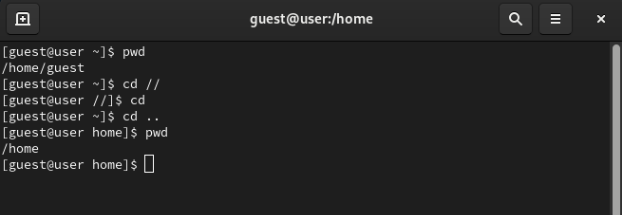 guest@user:/home
[guest@user ~]$ pwd
/home/guest
[guest@user ~]$ cd //
[guest@user //]$ cd
[guest@user ~]$ cd ..
[guest@user home]$ pwd
/home
[guest@user home]$